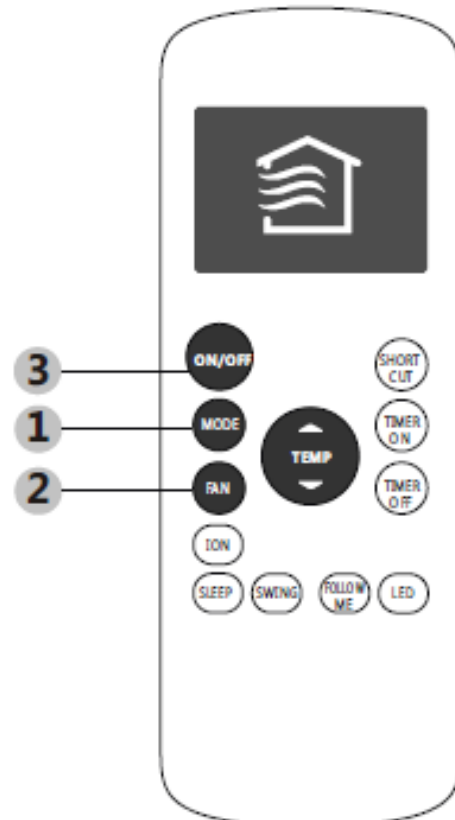 3
ON/OFF
SHORT
CUT
1
MODE
TEMP
TIMER
ON
2
FAN
TIMER
OFF
ION
SLEEP
SWING
FOLLOW
ME
LED